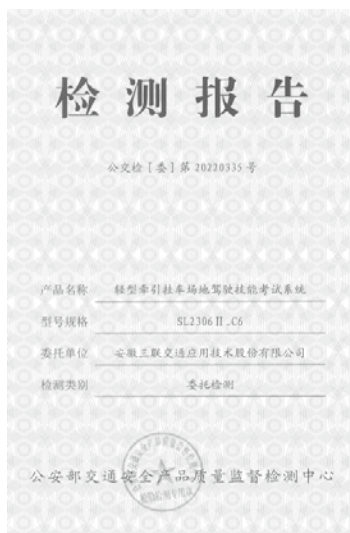 检测报告
公交检[委]第 20220335 号
产品名称 轻型牵引挂车场地驾驶技能考试系统
型号规格 SL2306Ⅱ_C6
委托单位 安徽三联交通应用技术股份有限公司
检测类别 委托检测
公安部交通安全产品质量监督检测中心